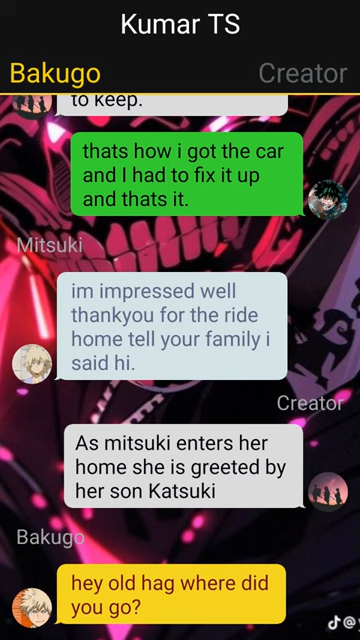 Kumar TS
Bakugo
Creator
to keep.
thats how i got the car
and I had to fix it up
and thats it.
Mitsuki
im impressed well
thankyou for the ride
home tell your family i
said hi.
Creator
As mitsuki enters her
home she is greeted by
her son Katsuki
Bakugo
hey old hag where did
you go?
@